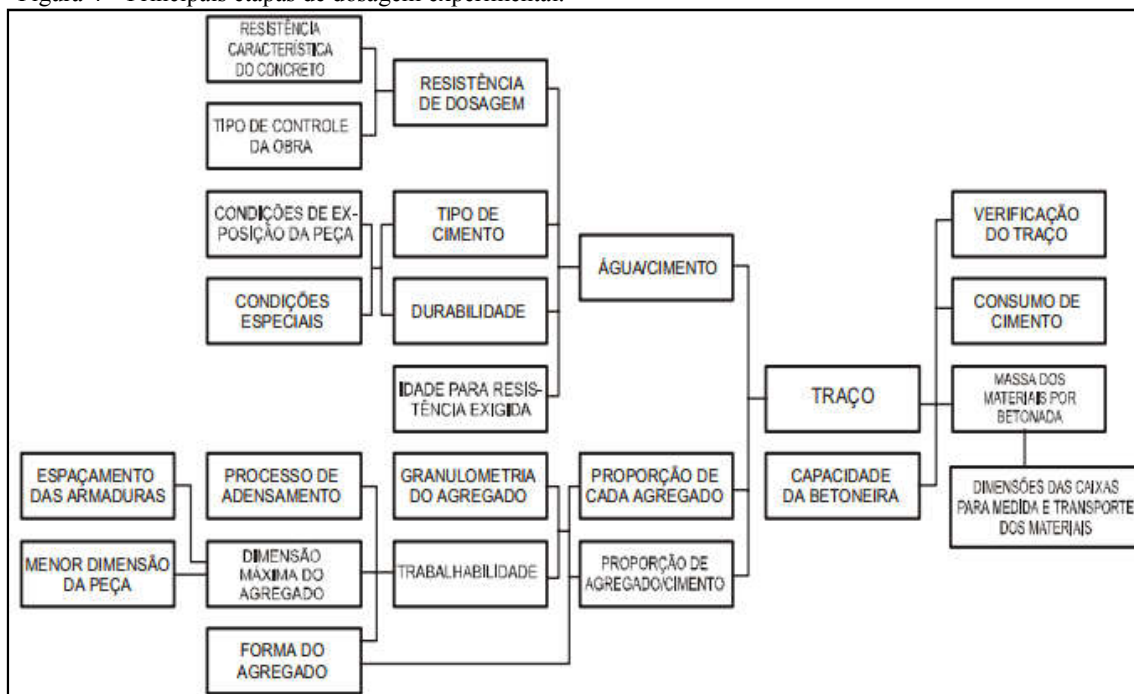 Figura 4 - Principais etapas de dosagem experimental.
RESISTÊNCIA
CARACTERÍSTICA
DO CONCRETO
TIPO DE CONTROLE
DA OBRA
RESISTÊNCIA
DE DOSAGEM
CONDIÇÕES DE EX-
POSIÇÃO DA PEÇA
CONDIÇÕES
ESPECIAIS
TIPO DE
CIMENTO
DURABILIDADE
IDADE PARA RESIS-
TÊNCIA EXIGIDA
ÁGUA/CIMENTO
ESPAÇAMENTO
DAS ARMADURAS
MENOR DIMENSÃO
DA PEÇA
PROCESSO DE
ADENSAMENTO
DIMENSÃO
MÁXIMA DO
AGREGADO
FORMA DO
AGREGADO
GRANULOMETRIA
DO AGREGADO
TRABALHABILIDADE
PROPORÇÃO DE
CADA AGREGADO
PROPORÇÃO DE
AGREGADO/CIMENTO
TRAÇO
CAPACIDADE
DA BETONEIRA
VERIFICAÇÃO
DO TRAÇO
CONSUMO DE
CIMENTO
MASSA DOS
MATERIAIS POR
BETONADA
DIMENSÕES DAS CAIXAS
PARA MEDIDA E TRANSPORTE
DOS MATERIAIS